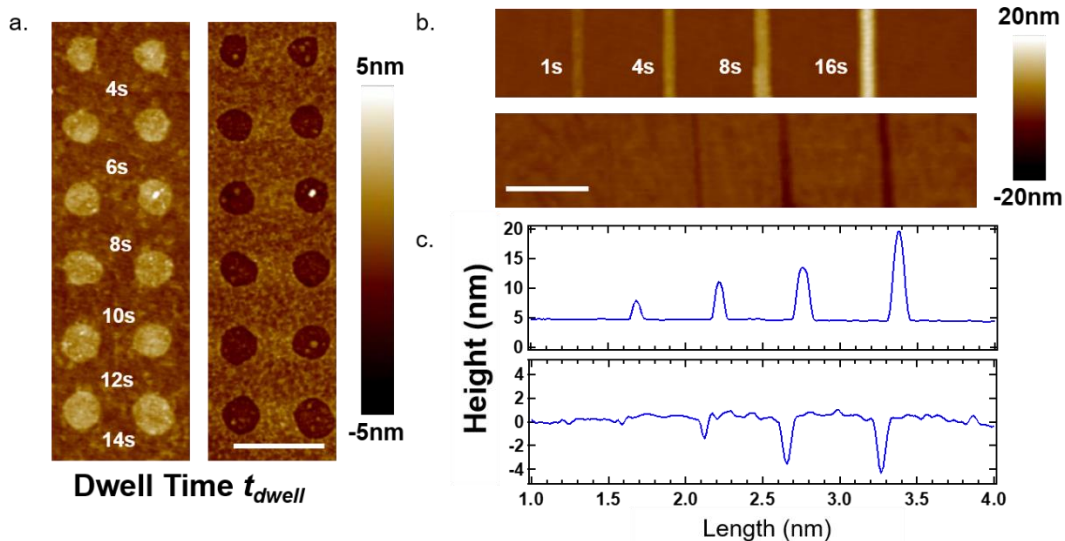 a.
4s
6s
8s
10s
12s
14s
5nm
-5nm
Dwell Time t_dwell
b.
1s 4s 8s 16s
20nm
-20nm
c.
Height (nm)
20
15
10
5
0
4
2
0
-2
-4
1.0 1.5 2.0 2.5 3.0 3.5 4.0
Length (nm)